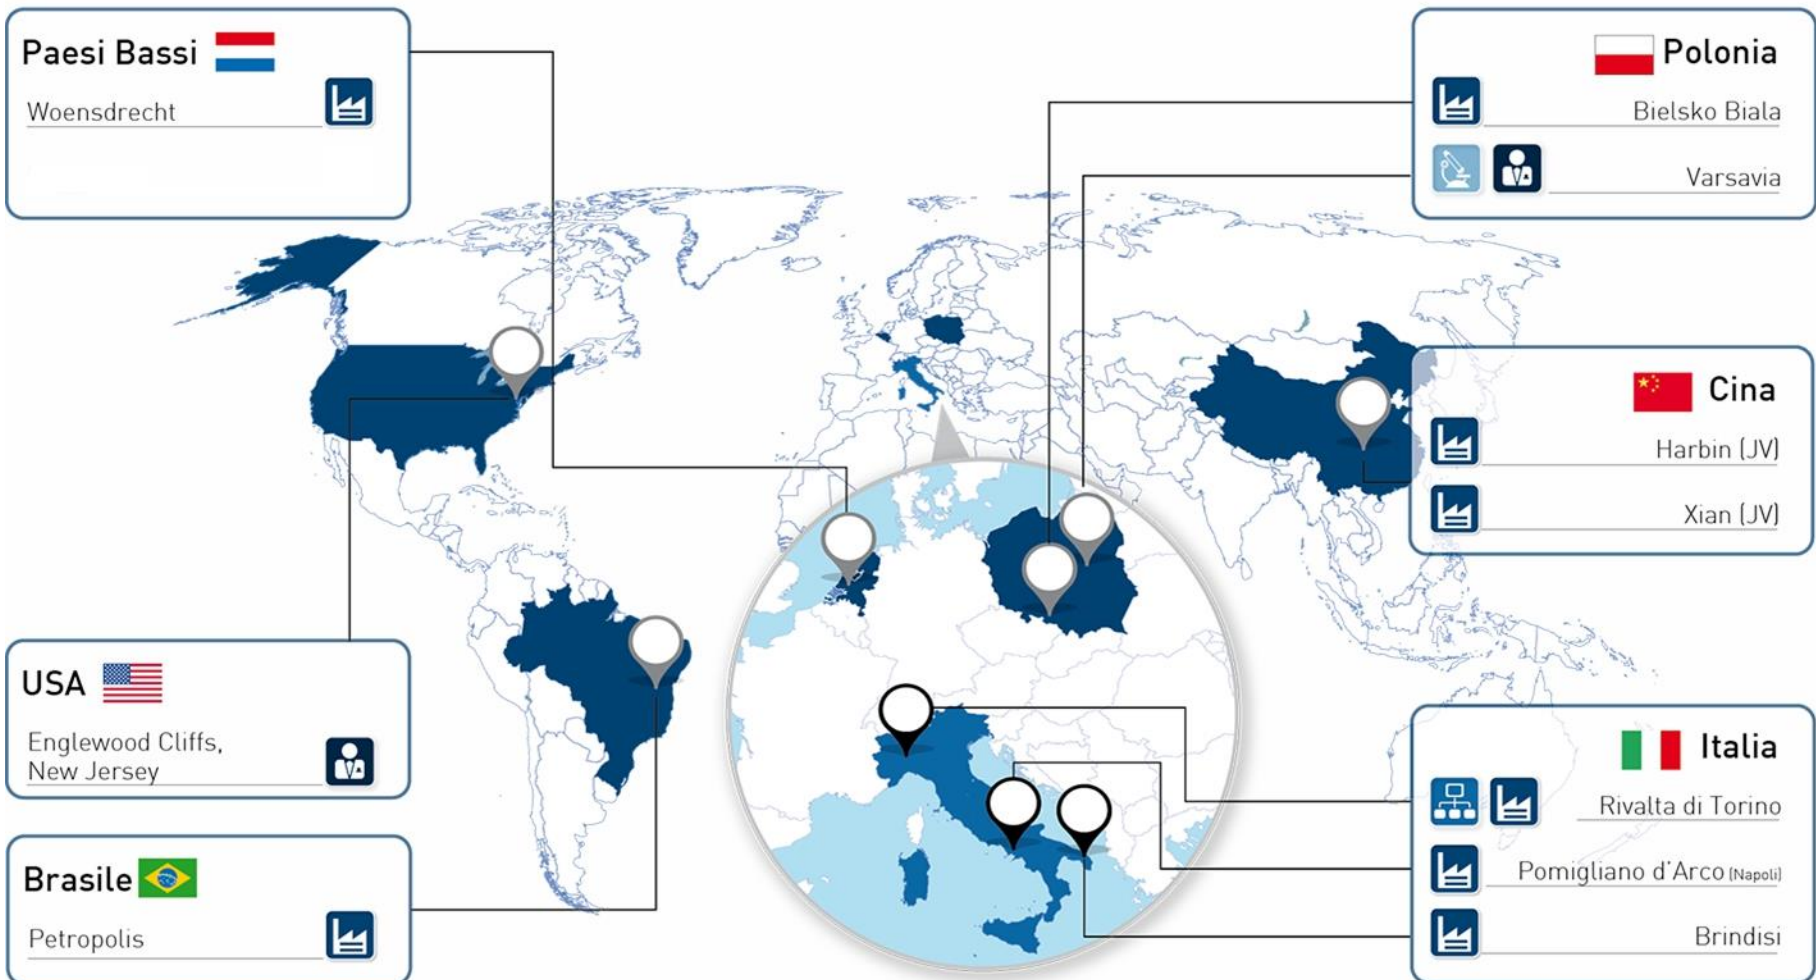 Paesi Bassi
Woensdrecht
Polonia
Bielsko Biala
Varsavia
Cina
Harbin (JV)
Xian (JV)
USA
Englewood Cliffs,
New Jersey
Brasile
Petropolis
Italia
Rivalta di Torino
Pomigliano d'Arco (Napoli)
Brindisi